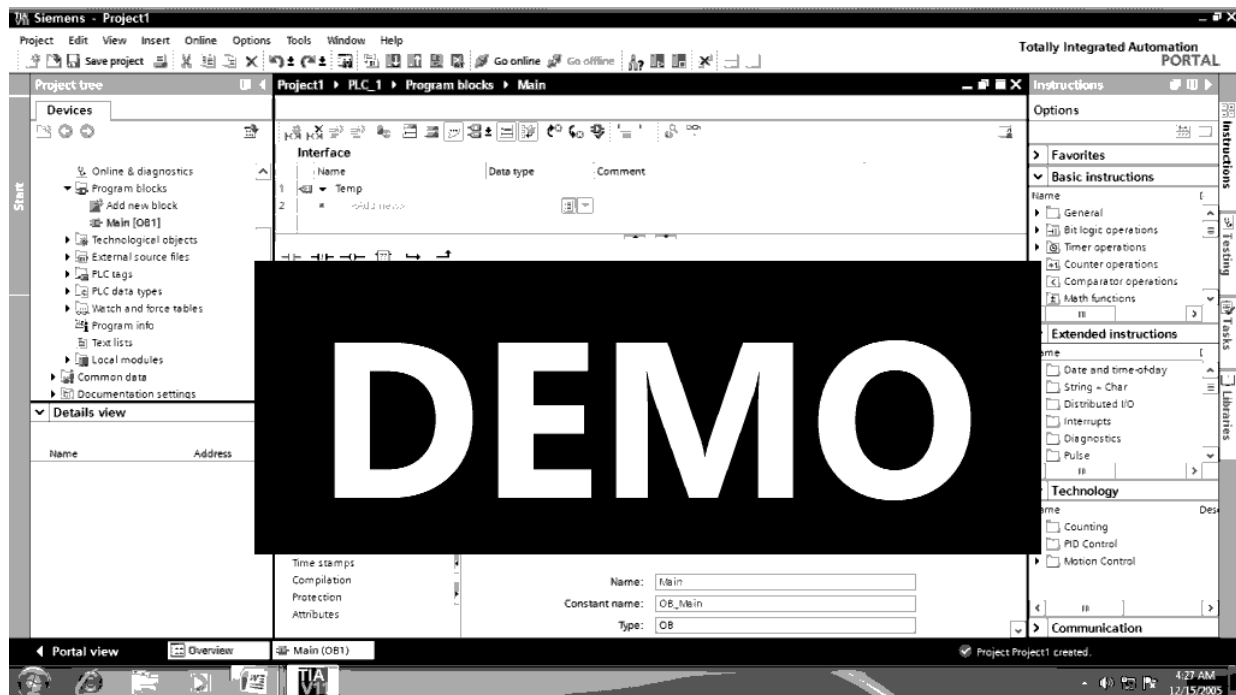 Siemens - Project1
Project Edit View Insert Online Options Tools Window Help
Totally Integrated Automation
PORTAL
Save project
Go online
Go offline
Project tree
Project1 ▸ PLC_1 ▸ Program blocks ▸ Main
Instructions
Devices
Options
Interface
Name Data type Comment
1 Temp
2 <Add new>
Start
Online & diagnostics
Program blocks
Add new block
Main [OB1]
Technological objects
External source files
PLC tags
PLC data types
Watch and force tables
Program info
Text lists
Local modules
Common data
Documentation settings
Details view
Name Address
DEMO
Time stamps
Compilation
Protection
Attributes
Name: Main
Constant name: OB_Main
Type: OB
Favorites
Basic instructions
Name
General
Bit logic operations
Timer operations
Counter operations
Comparator operations
Math functions
Extended instructions
Date and time-of-day
String + Char
Distributed I/O
Interrupts
Diagnostics
Pulse
Technology
Counting
PID Control
Motion Control
Communication
Instructions
Testing
Tasks
Libraries
Portal view
Overview
Main (OB1)
Project Project1 created.
TIA
V11
4:27 AM
12/15/2005